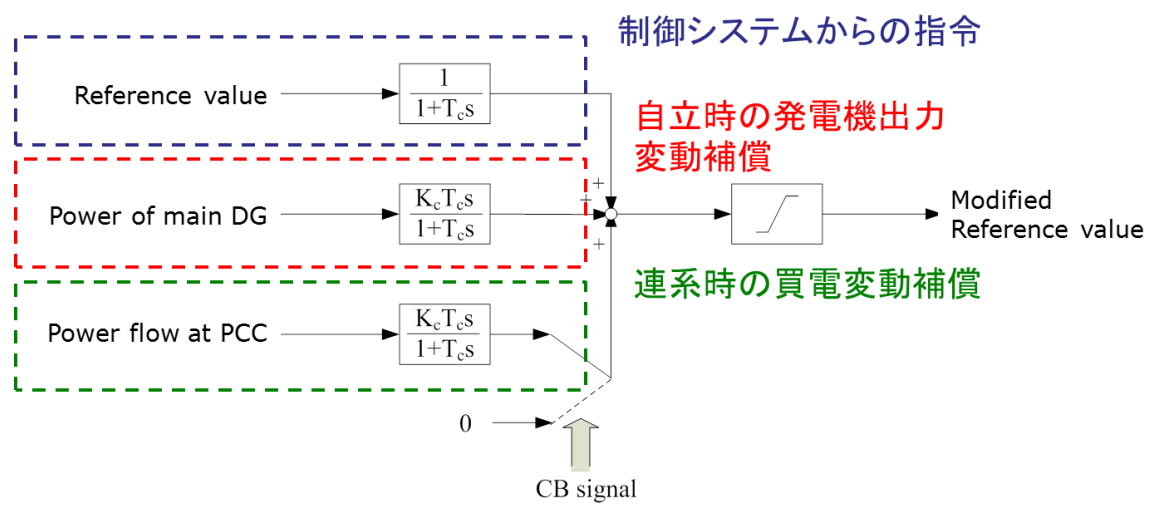 制御システムからの指令
Reference value
1
1+Tcs
自立時の発電機出力
変動補償
+
+
Power of main DG
KcTcs
1+Tcs
Modified
Reference value
+
連系時の買電変動補償
Power flow at PCC
KcTcs
1+Tcs
0
CB signal